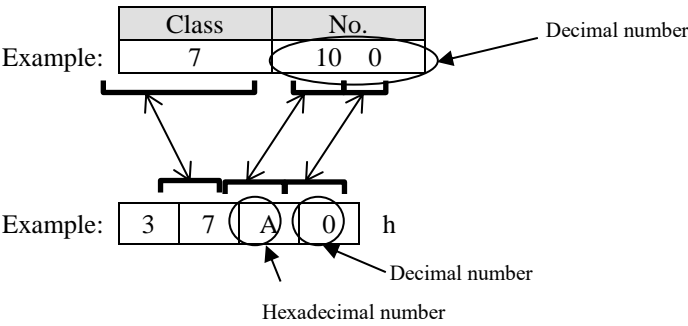 Class No.
Decimal number
Example: 7 10 0
Example: 3 7 A 0 h
Decimal number
Hexadecimal number